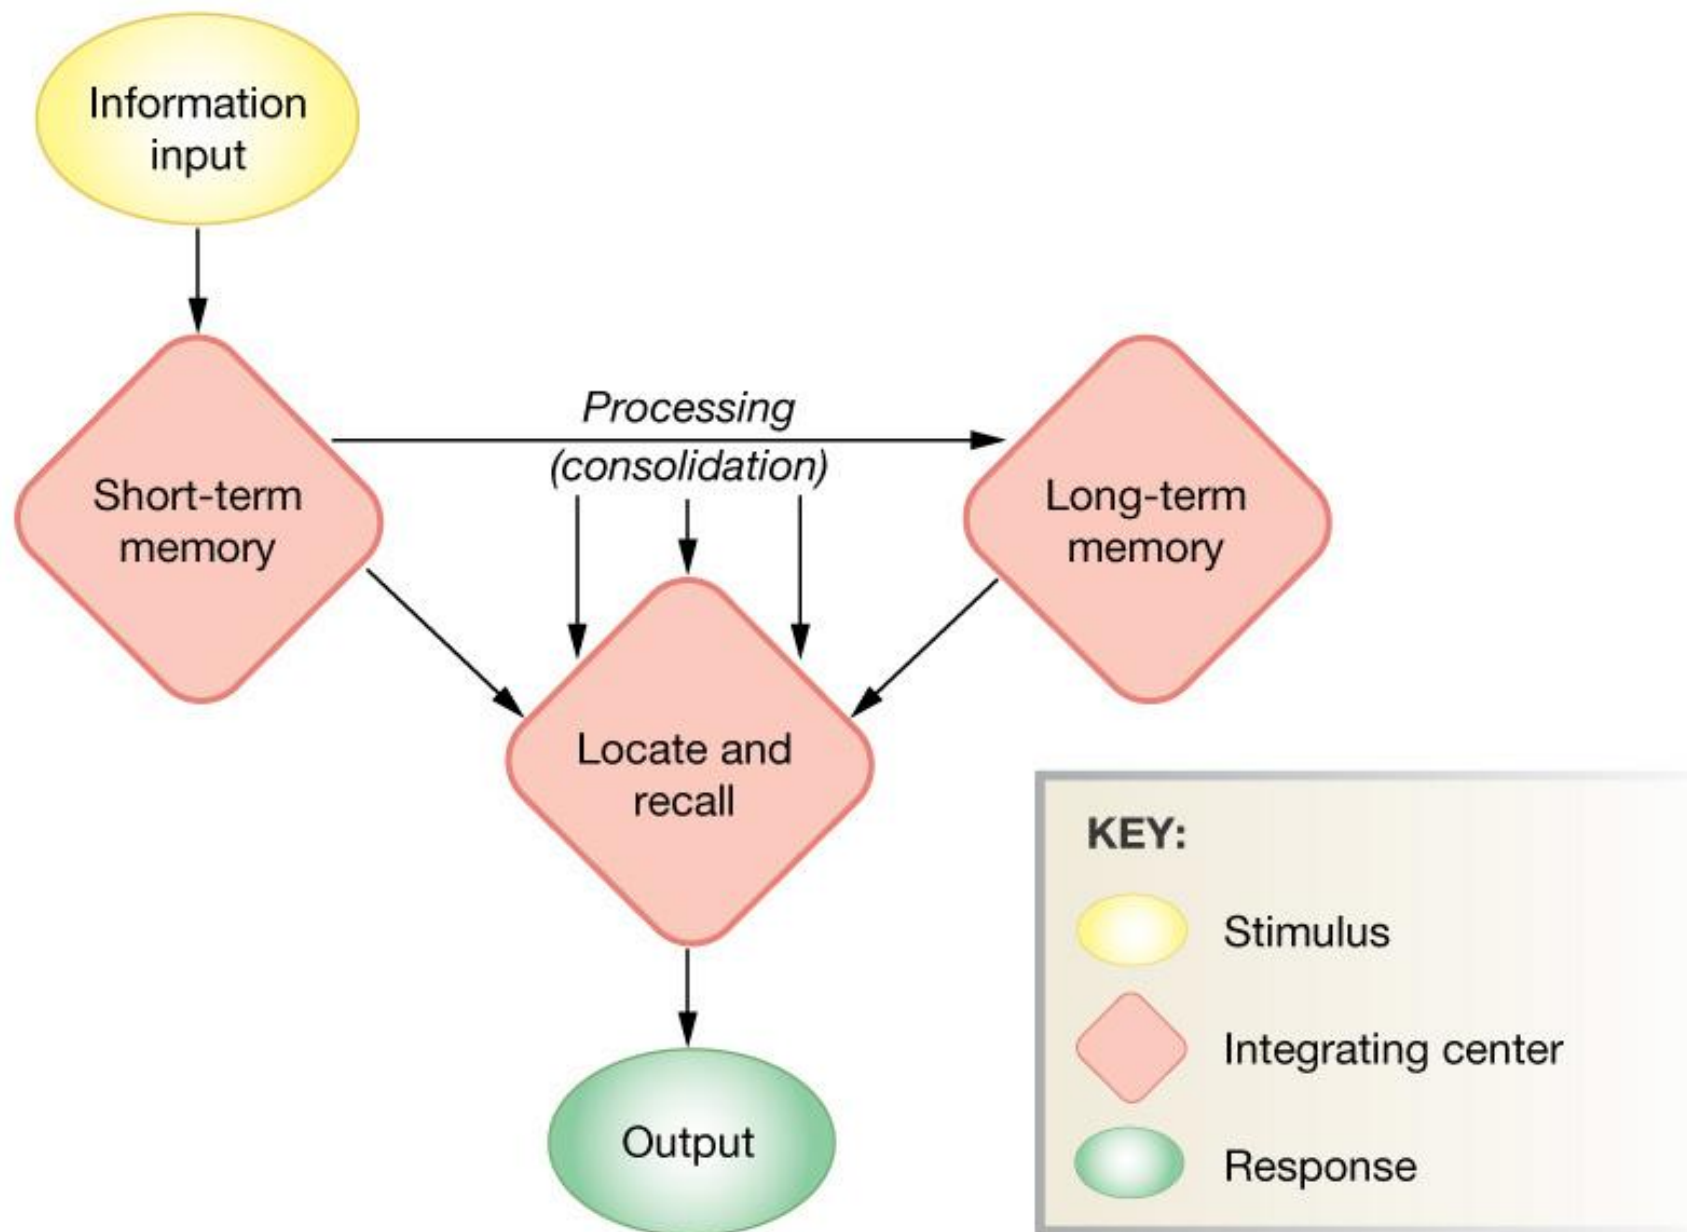 Information
input
Processing
(consolidation)
Short-term
memory
Long-term
memory
Locate and
recall
Output
KEY:
Stimulus
Integrating center
Response